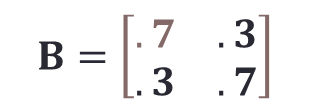 B = [.7 .3
.3 .7]